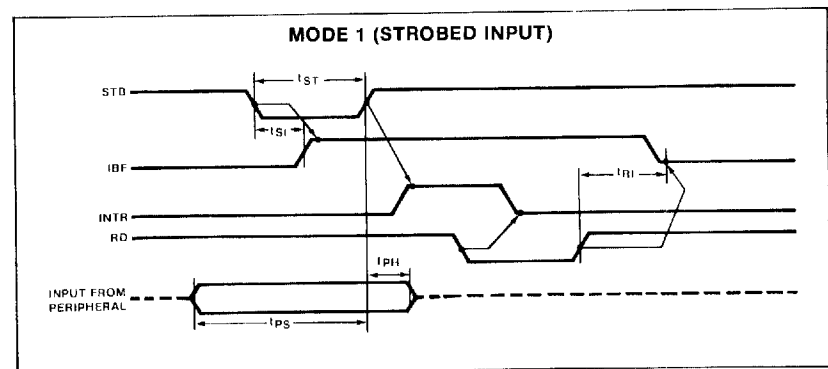 MODE 1 (STROBED INPUT)
tST
STB
tSI
IBF
tRI
INTR
RD
tPH
INPUT FROM
PERIPHERAL
tPS